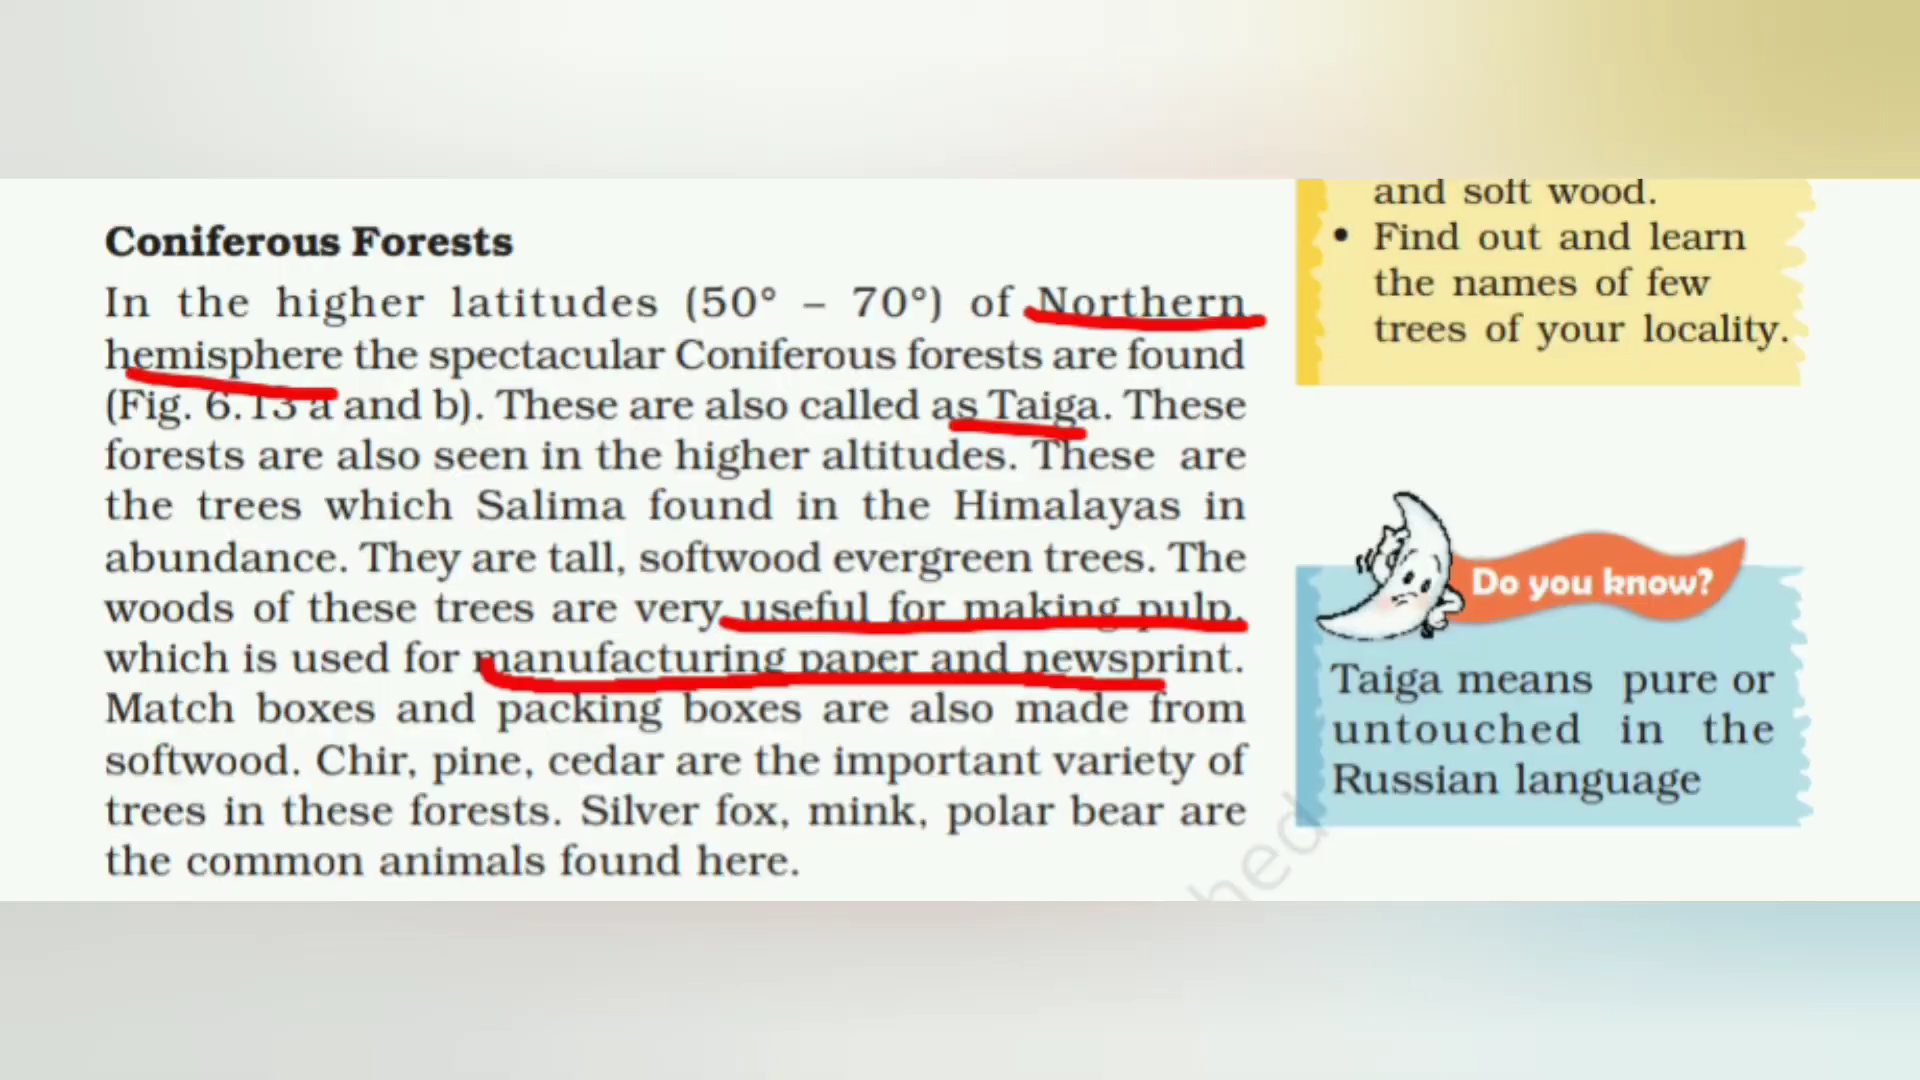 Coniferous Forests
In the higher latitudes (50° – 70°) of Northern
hemisphere the spectacular Coniferous forests are found
(Fig. 6.13 a and b). These are also called as Taiga. These
forests are also seen in the higher altitudes. These are
the trees which Salima found in the Himalayas in
abundance. They are tall, softwood evergreen trees. The
woods of these trees are very useful for making pulp,
which is used for manufacturing paper and newsprint.
Match boxes and packing boxes are also made from
softwood. Chir, pine, cedar are the important variety of
trees in these forests. Silver fox, mink, polar bear are
the common animals found here.
and soft wood.
• Find out and learn
the names of few
trees of your locality.
Do you know?
Taiga means pure or
untouched in the
Russian language